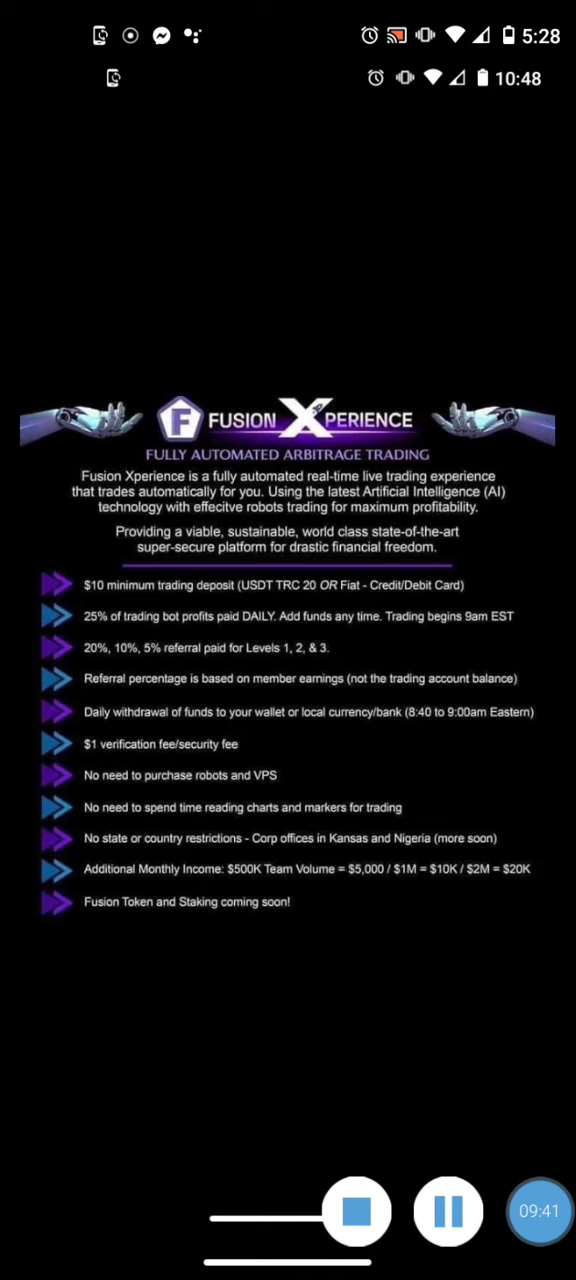 5:28
10:48
F FUSION XPERIENCE
FULLY AUTOMATED ARBITRAGE TRADING
Fusion Xperience is a fully automated real-time live trading experience
that trades automatically for you. Using the latest Artificial Intelligence (AI)
technology with effecitve robots trading for maximum profitability.
Providing a viable, sustainable, world class state-of-the-art
super-secure platform for drastic financial freedom.
$10 minimum trading deposit (USDT TRC 20 OR Fiat - Credit/Debit Card)
25% of trading bot profits paid DAILY. Add funds any time. Trading begins 9am EST
20%, 10%, 5% referral paid for Levels 1, 2, & 3.
Referral percentage is based on member earnings (not the trading account balance)
Daily withdrawal of funds to your wallet or local currency/bank (8:40 to 9:00am Eastern)
$1 verification fee/security fee
No need to purchase robots and VPS
No need to spend time reading charts and markers for trading
No state or country restrictions - Corp offices in Kansas and Nigeria (more soon)
Additional Monthly Income: $500K Team Volume = $5,000 / $1M = $10K / $2M = $20K
Fusion Token and Staking coming soon!
09:41